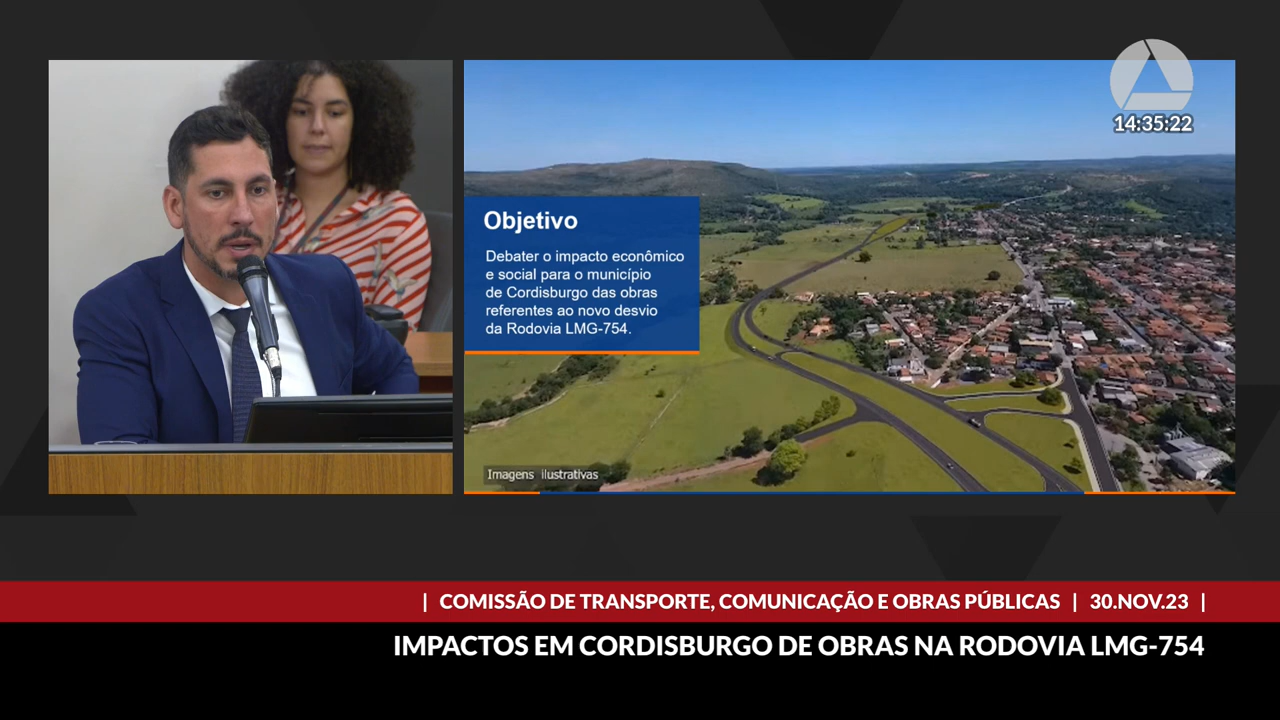 14:35:22
Objetivo
Debater o impacto econômico
e social para o município
de Cordisburgo das obras
referentes ao novo desvio
da Rodovia LMG-754.
Imagens ilustrativas
| COMISSÃO DE TRANSPORTE, COMUNICAÇÃO E OBRAS PÚBLICAS | 30.NOV.23 |
IMPACTOS EM CORDISBURGO DE OBRAS NA RODOVIA LMG-754